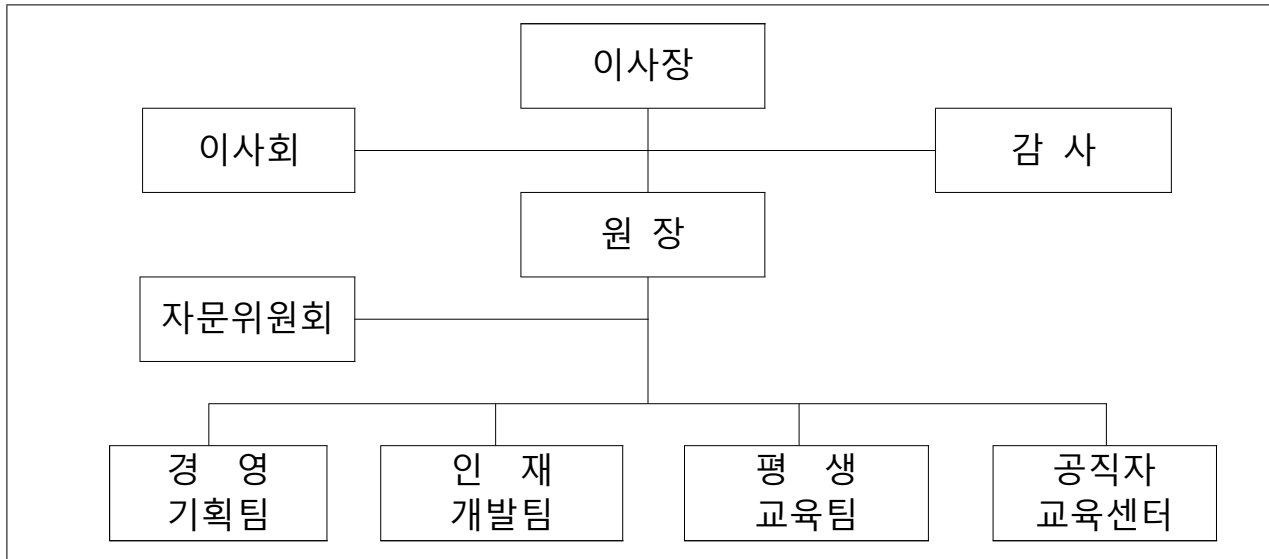 이사장
이사회
감 사
원 장
자문위원회
경 영
기획팀
인 재
개발팀
평 생
교육팀
공직자
교육센터